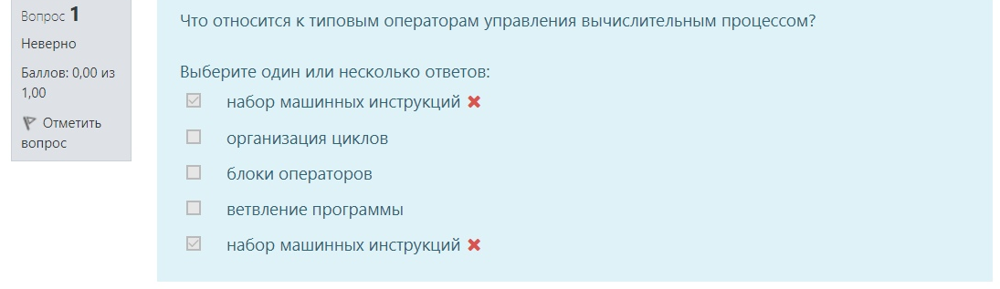 Вопрос 1
Неверно
Баллов: 0,00 из
1,00
Отметить
вопрос
Что относится к типовым операторам управления вычислительным процессом?
Выберите один или несколько ответов:
набор машинных инструкций
организация циклов
блоки операторов
ветвление программы
набор машинных инструкций